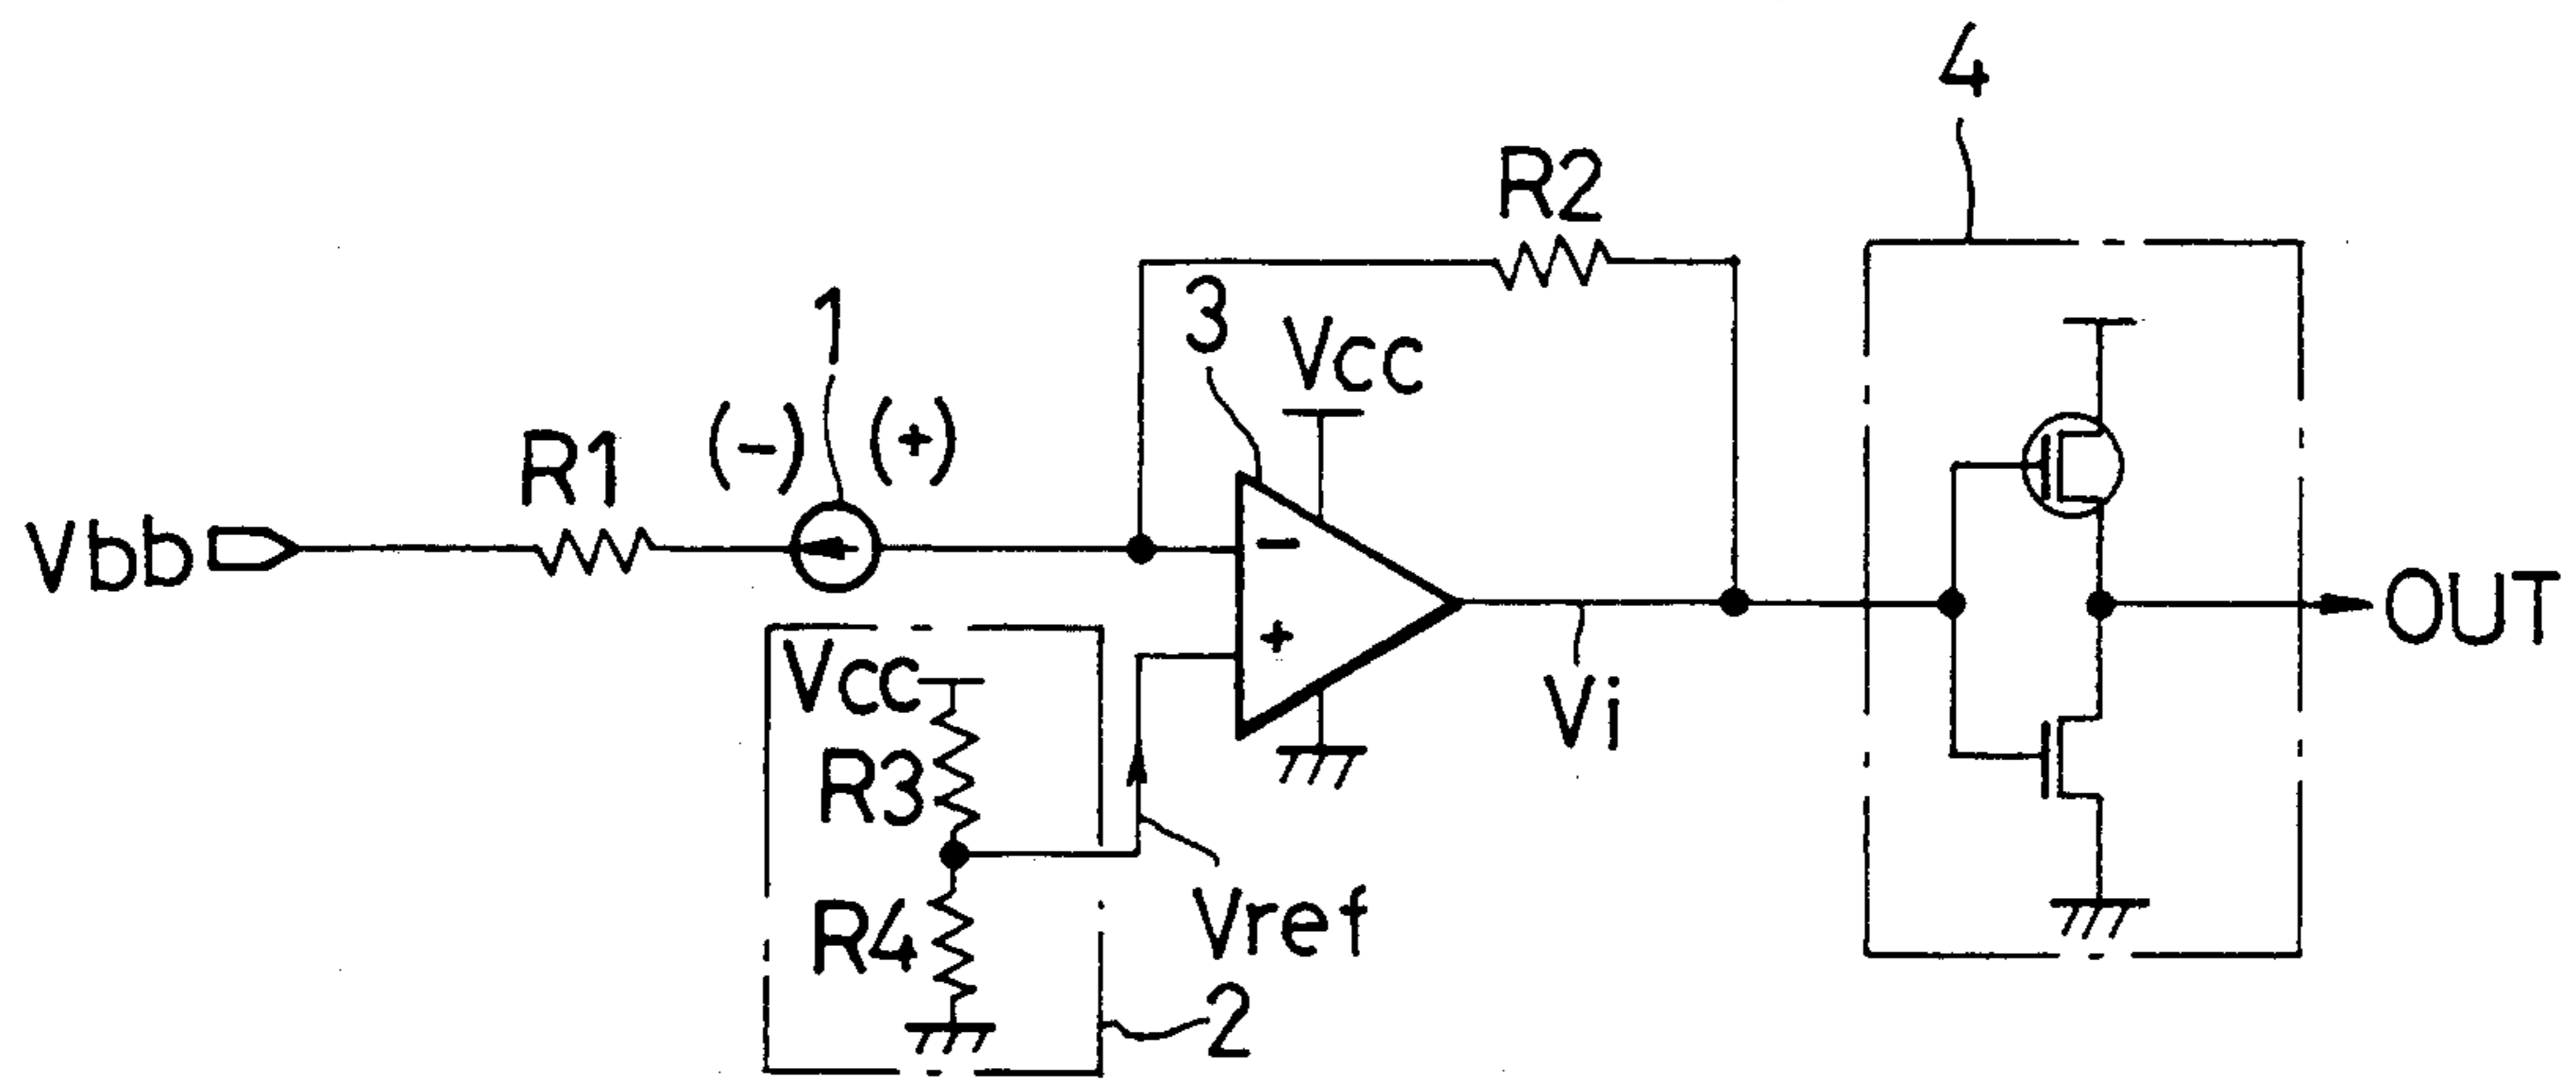 4
R2
1
3
Vcc
(-) (+)
R1
Vbb
-
+
OUT
Vcc
Vi
R3
R4
Vref
2